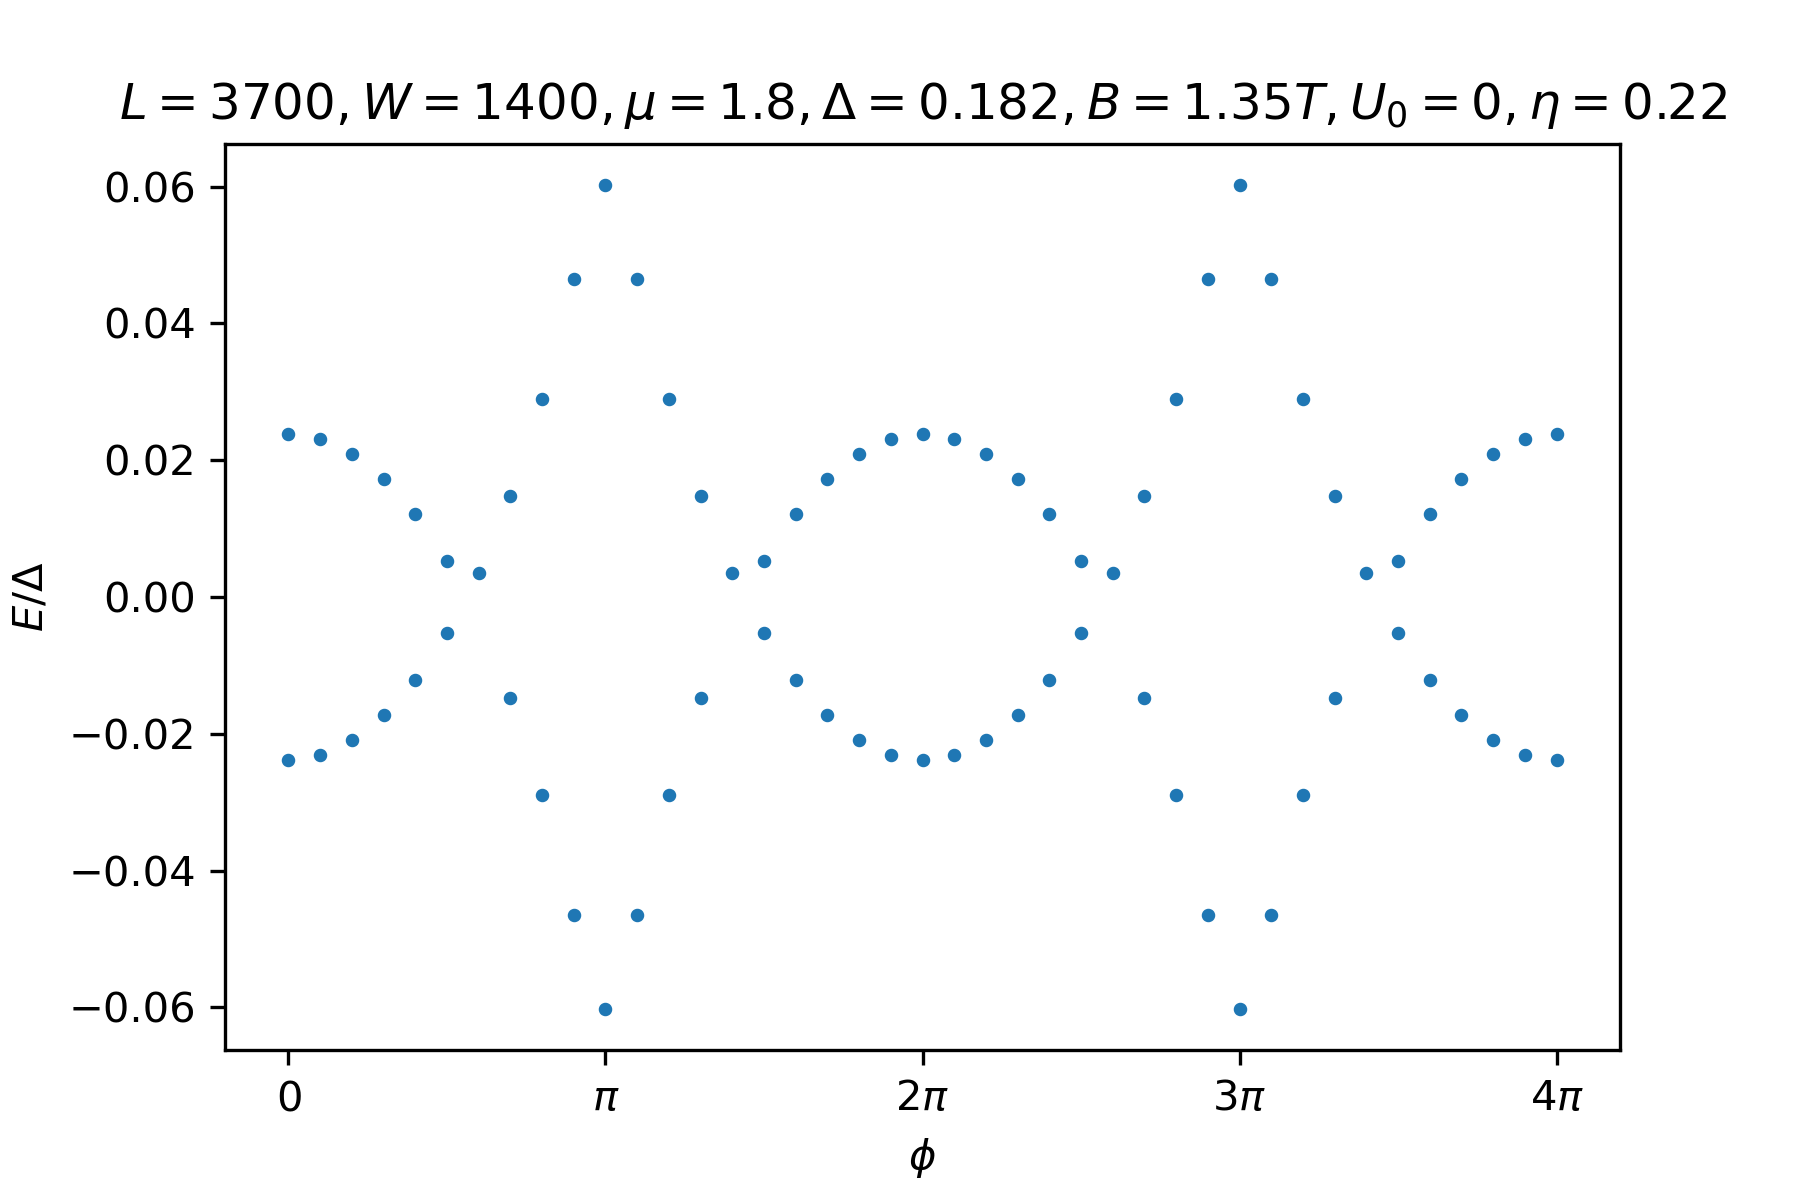 L = 3700, W = 1400, μ = 1.8, Δ = 0.182, B = 1.35T, U₀ = 0, η = 0.22
0.06
0.04
0.02
0.00
−0.02
−0.04
−0.06
E/Δ
0 π 2π 3π 4π
ϕ